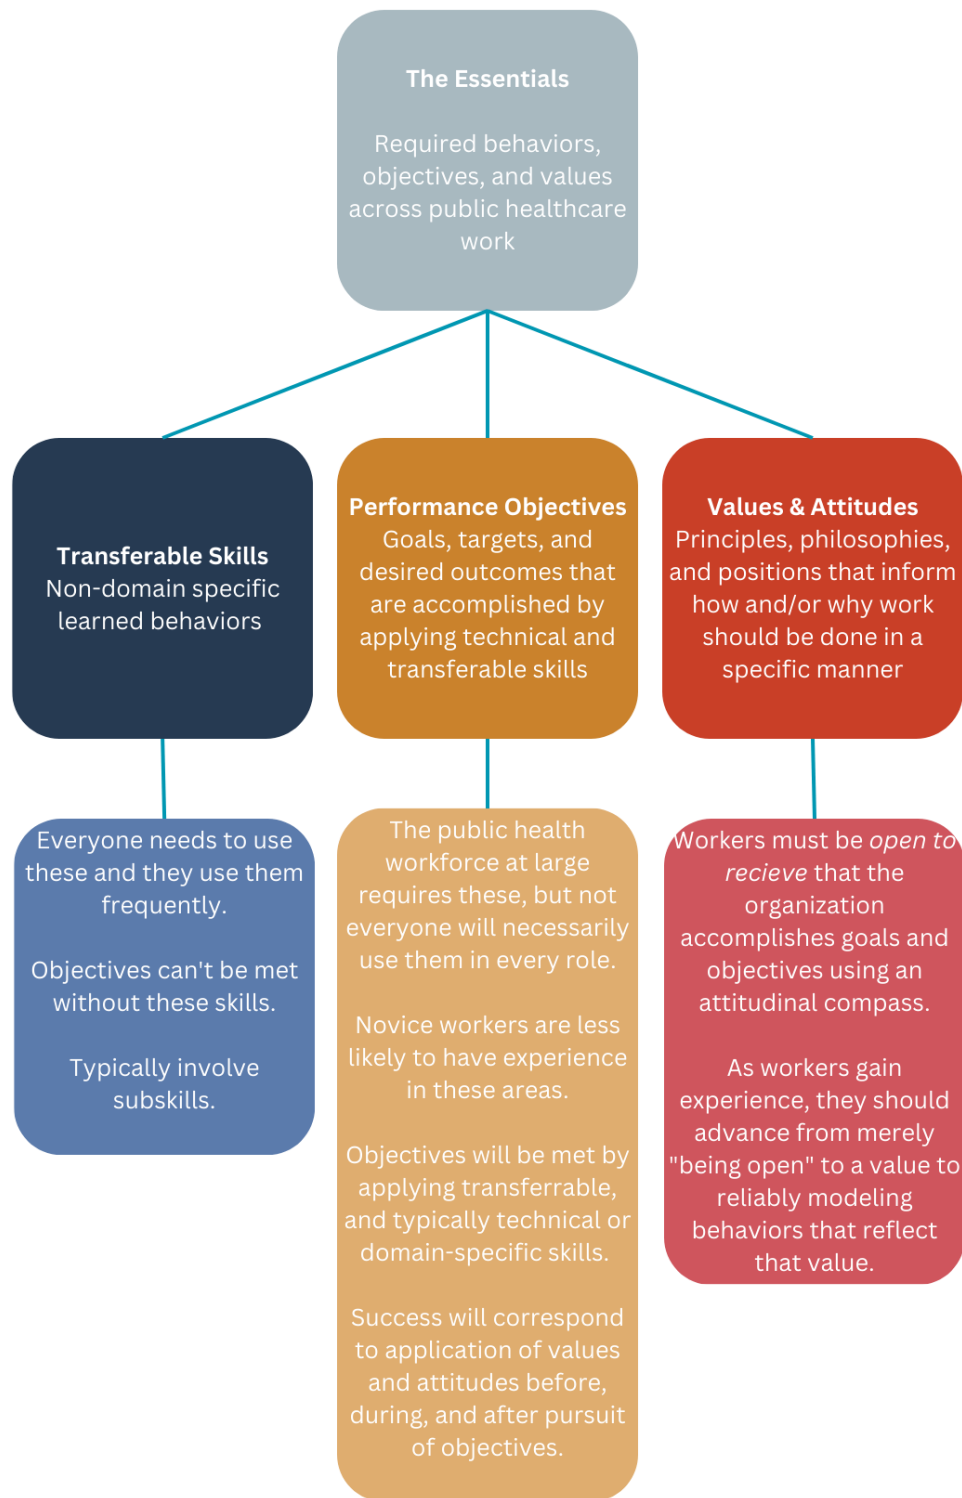 The Essentials
Required behaviors,
objectives, and values
across public healthcare
work
Transferable Skills
Non-domain specific
learned behaviors
Performance Objectives
Goals, targets, and
desired outcomes that
are accomplished by
applying technical and
transferable skills
Values & Attitudes
Principles, philosophies,
and positions that inform
how and/or why work
should be done in a
specific manner
Everyone needs to use
these and they use them
frequently.
Objectives can't be met
without these skills.
Typically involve
subskills.
The public health
workforce at large
requires these, but not
everyone will necessarily
use them in every role.
Novice workers are less
likely to have experience
in these areas.
Objectives will be met by
applying transferrable,
and typically technical or
domain-specific skills.
Success will correspond
to application of values
and attitudes before,
during, and after pursuit
of objectives.
Workers must be open to
recieve that the
organization
accomplishes goals and
objectives using an
attitudinal compass.
As workers gain
experience, they should
advance from merely
"being open" to a value to
reliably modeling
behaviors that reflect
that value.